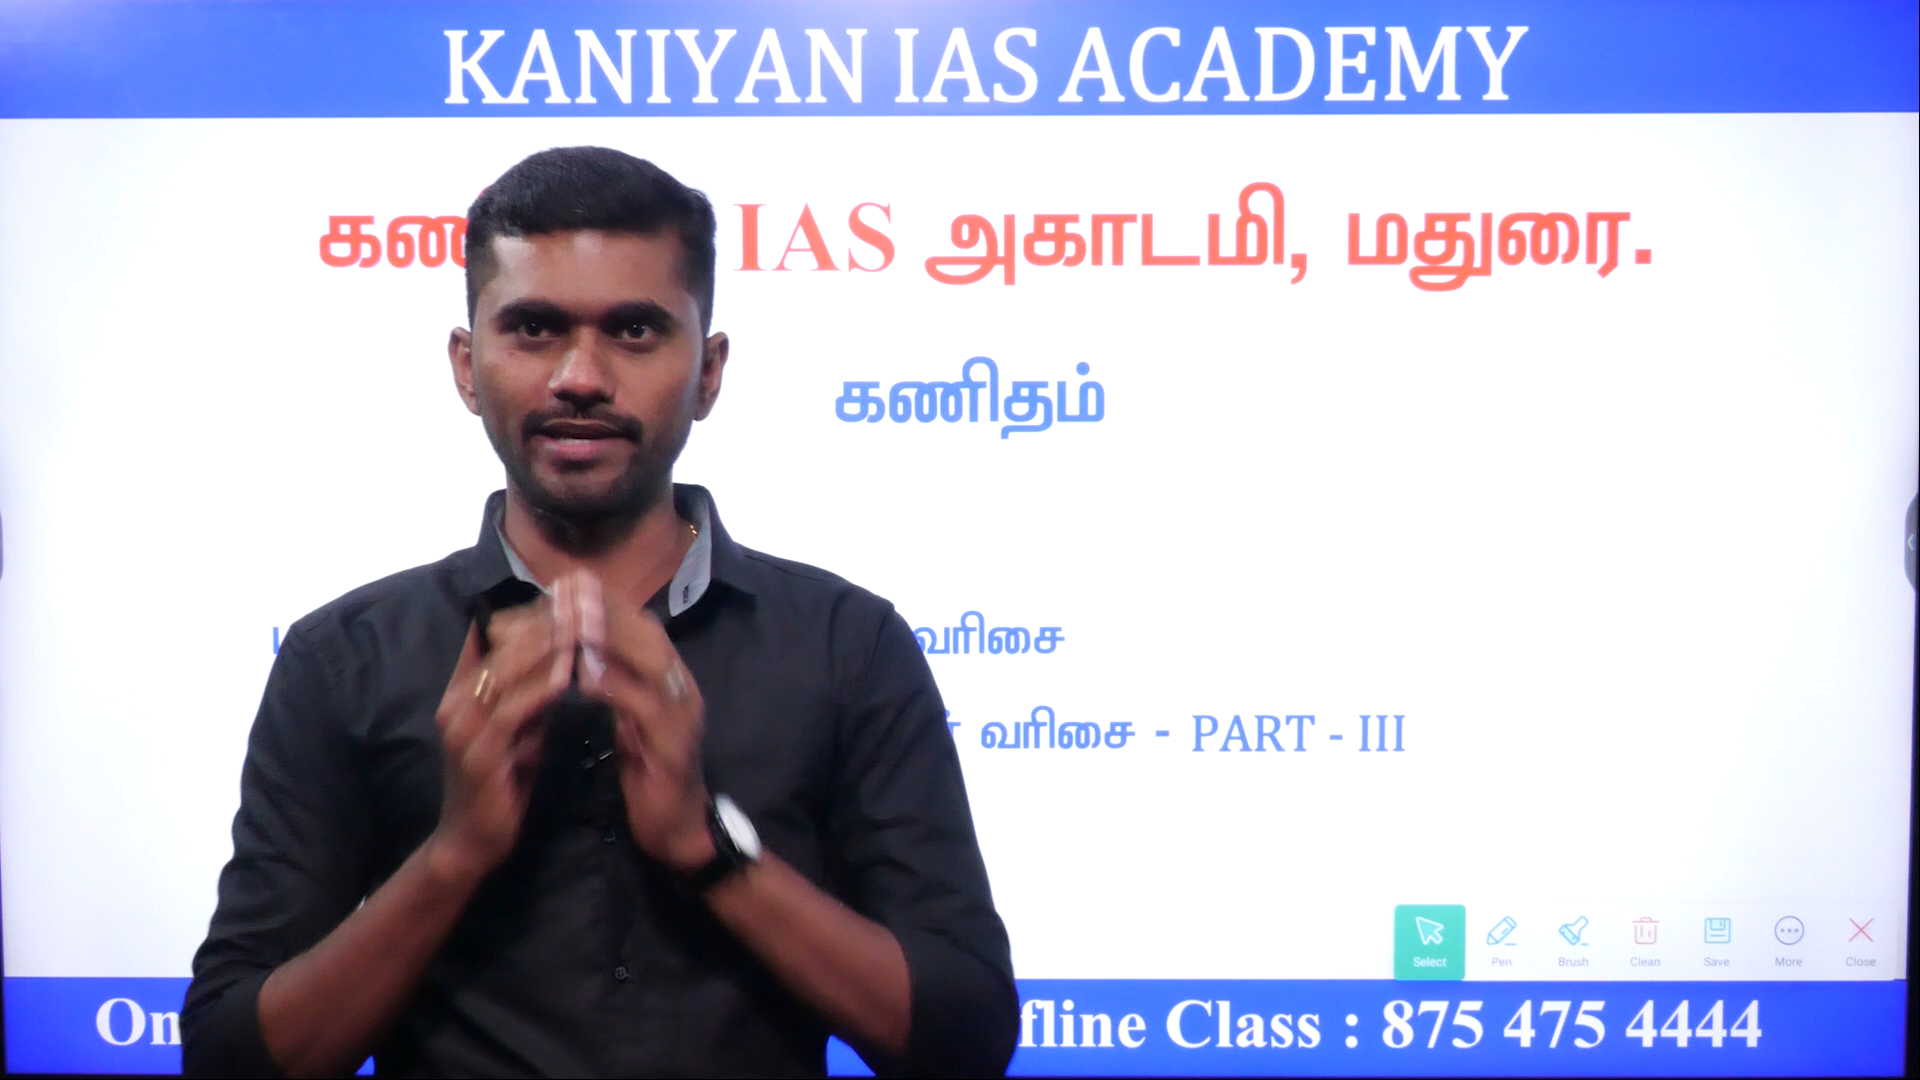 KANIYAN IAS ACADEMY
IAS அகாடமி, மதுரை.
கணிதம்
வரிசை
வரிசை - PART - III
Select Pen Brush Clean Save More Close
Class : 875 475 4444